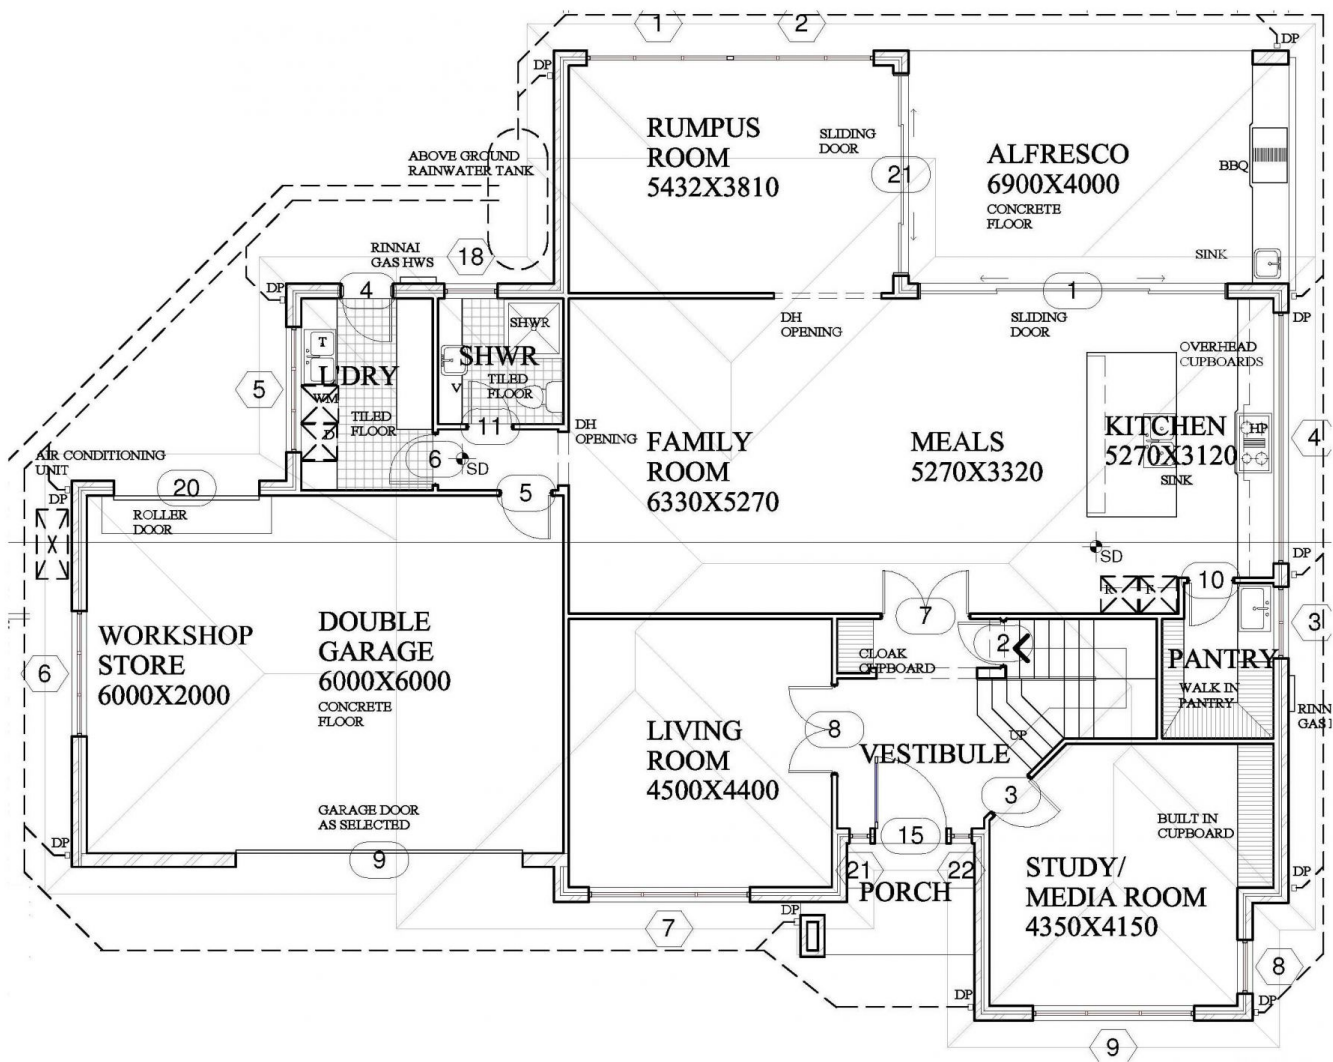 1
2
DP
DP
RUMPUS
ROOM
5432X3810
SLIDING
DOOR
21
ALFRESCO
6900X4000
CONCRETE
FLOOR
BBQ
SINK
ABOVE GROUND
RAINWATER TANK
RINNAI
GAS HWS
18
DP
4
1
SLIDING
DOOR
DH
OPENING
DP
T
L'DRY
WM
TILED
FLOOR
D
5
SHWR
SHWR
TILED
FLOOR
V
11
DH
OPENING
6
SD
5
FAMILY
ROOM
6330X5270
MEALS
5270X3320
OVERHEAD
CUPBOARDS
KITCHEN
5270X3120
HP
SINK
4
SD
DP
AIR CONDITIONING
UNIT
DP
20
ROLLER
DOOR
WORKSHOP
STORE
6000X2000
DOUBLE
GARAGE
6000X6000
CONCRETE
FLOOR
6
GARAGE DOOR
AS SELECTED
9
DP
7
R
F
10
3
2
CLOAK
CUPBOARD
PANTRY
WALK IN
PANTRY
RINN
GAS
LIVING
ROOM
4500X4400
8
VESTIBULE
UP
3
15
21
22
PORCH
BUILT IN
CUPBOARD
STUDY/
MEDIA ROOM
4350X4150
DP
7
DP
DP
8
DP
9